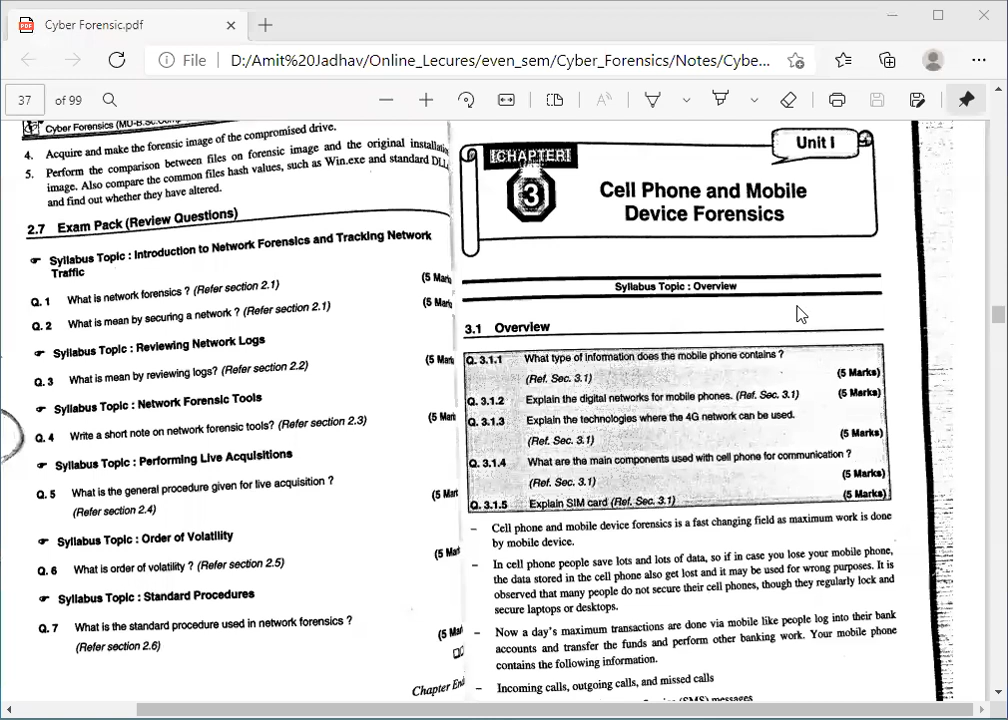 Cyber Forensic.pdf
File D:/Amit%20Jadhav/Online_Lecures/even_sem/Cyber_Forensics/Notes/Cybe...
37 of 99
Cyber Forensics (MU-B.Sc.
4. Acquire and make the forensic image of the compromised drive.
5. Perform the comparison between files on forensic image and the original
image. Also compare the common files hash values, such as Win.exe and standard
and find out whether they have altered.
2.7 Exam Pack (Review Questions)
☞ Syllabus Topic : Introduction to Network Forensics and Tracking Network
Traffic
Q. 1 What is network forensics ? (Refer section 2.1) (5 Mark
Q. 2 What is mean by securing a network ? (Refer section 2.1) (5 Mark
☞ Syllabus Topic : Reviewing Network Logs
Q. 3 What is mean by reviewing logs? (Refer section 2.2) (5 Mark
☞ Syllabus Topic : Network Forensic Tools
Q. 4 Write a short note on network forensic tools? (Refer section 2.3) (5 Mark
☞ Syllabus Topic : Performing Live Acquisitions
Q. 5 What is the general procedure given for live acquisition ? (5 Mark
(Refer section 2.4)
☞ Syllabus Topic : Order of Volatility
Q. 6 What is order of volatility ? (Refer section 2.5) (5 Ma
☞ Syllabus Topic : Standard Procedures
Q. 7 What is the standard procedure used in network forensics ? (5 Ma
(Refer section 2.6)
Chapter End
Unit I
CHAPTER
3
Cell Phone and Mobile
Device Forensics
Syllabus Topic : Overview
3.1 Overview
Q. 3.1.1 What type of information does the mobile phone contains ?
(Ref. Sec. 3.1) (5 Marks)
Q. 3.1.2 Explain the digital networks for mobile phones. (Ref. Sec. 3.1) (5 Marks)
Q. 3.1.3 Explain the technologies where the 4G network can be used.
(Ref. Sec. 3.1) (5 Marks)
Q. 3.1.4 What are the main components used with cell phone for communication ?
(Ref. Sec. 3.1) (5 Marks)
Q. 3.1.5 Explain SIM card (Ref. Sec. 3.1) (5 Marks)
– Cell phone and mobile device forensics is a fast changing field as maximum work is done
by mobile device.
– In cell phone people save lots and lots of data, so if in case you lose your mobile phone,
the data stored in the cell phone also get lost and it may be used for wrong purposes. It is
observed that many people do not secure their cell phones, though they regularly lock and
secure laptops or desktops.
– Now a day's maximum transactions are done via mobile like people log into their bank
accounts and transfer the funds and perform other banking work. Your mobile phone
contains the following information.
– Incoming calls, outgoing calls, and missed calls
(SMS) messages